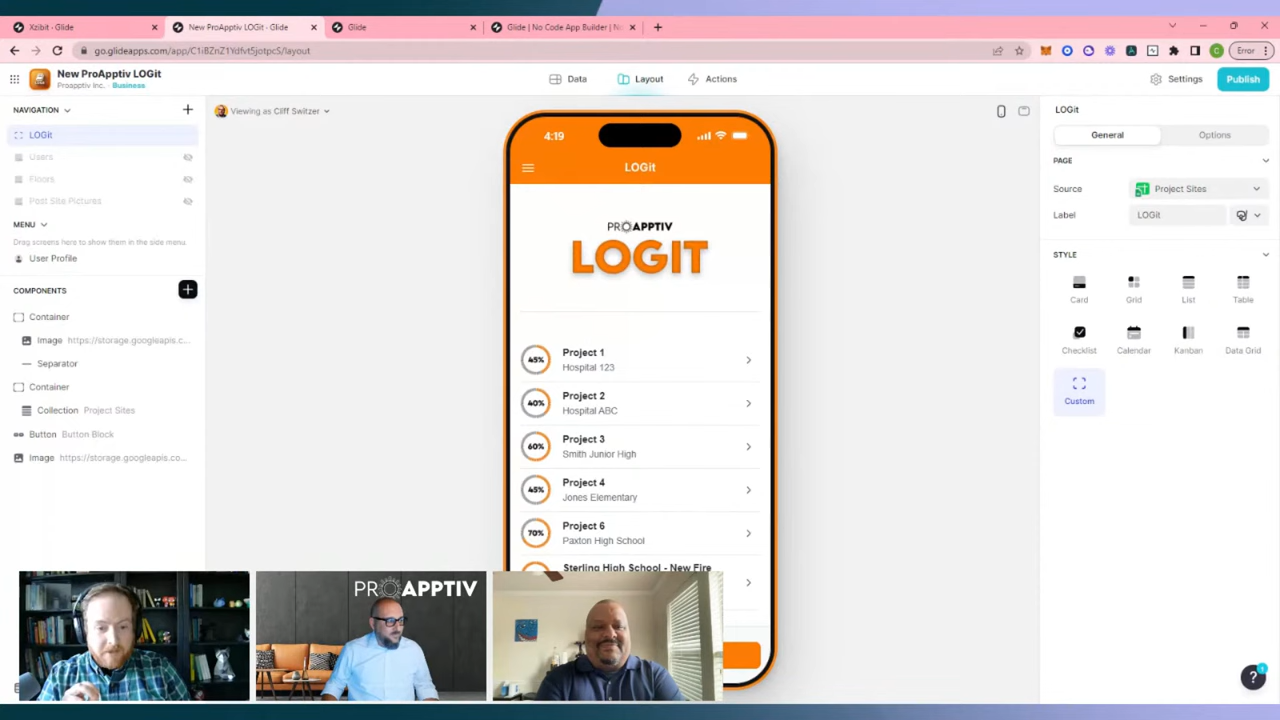 Xzibit - Glide
New ProApptiv LOGit - Glide
Glide
Glide | No Code App Builder | N
go.glideapps.com/app/C1iBZnZ1Ydfvt5jotpcS/layout
Error
New ProApptiv LOGit
Proapptiv Inc. · Business
Data
Layout
Actions
Settings
Publish
NAVIGATION
LOGit
Users
Floors
Post Site Pictures
MENU
Drag screens here to show them in the side menu.
User Profile
COMPONENTS
Container
Image https://storage.googleapis.c...
Separator
Container
Collection Project Sites
Button Button Block
Image https://storage.googleapis.co...
Viewing as Cliff Switzer
4:19
LOGit
PROAPPTIV
LOGIT
45% Project 1
Hospital 123
40% Project 2
Hospital ABC
60% Project 3
Smith Junior High
45% Project 4
Jones Elementary
70% Project 6
Paxton High School
Sterling High School - New Fire
LOGit
General
Options
PAGE
Source
Project Sites
Label
LOGit
STYLE
Card
Grid
List
Table
Checklist
Calendar
Kanban
Data Grid
Custom
PROAPPTIV
?
1